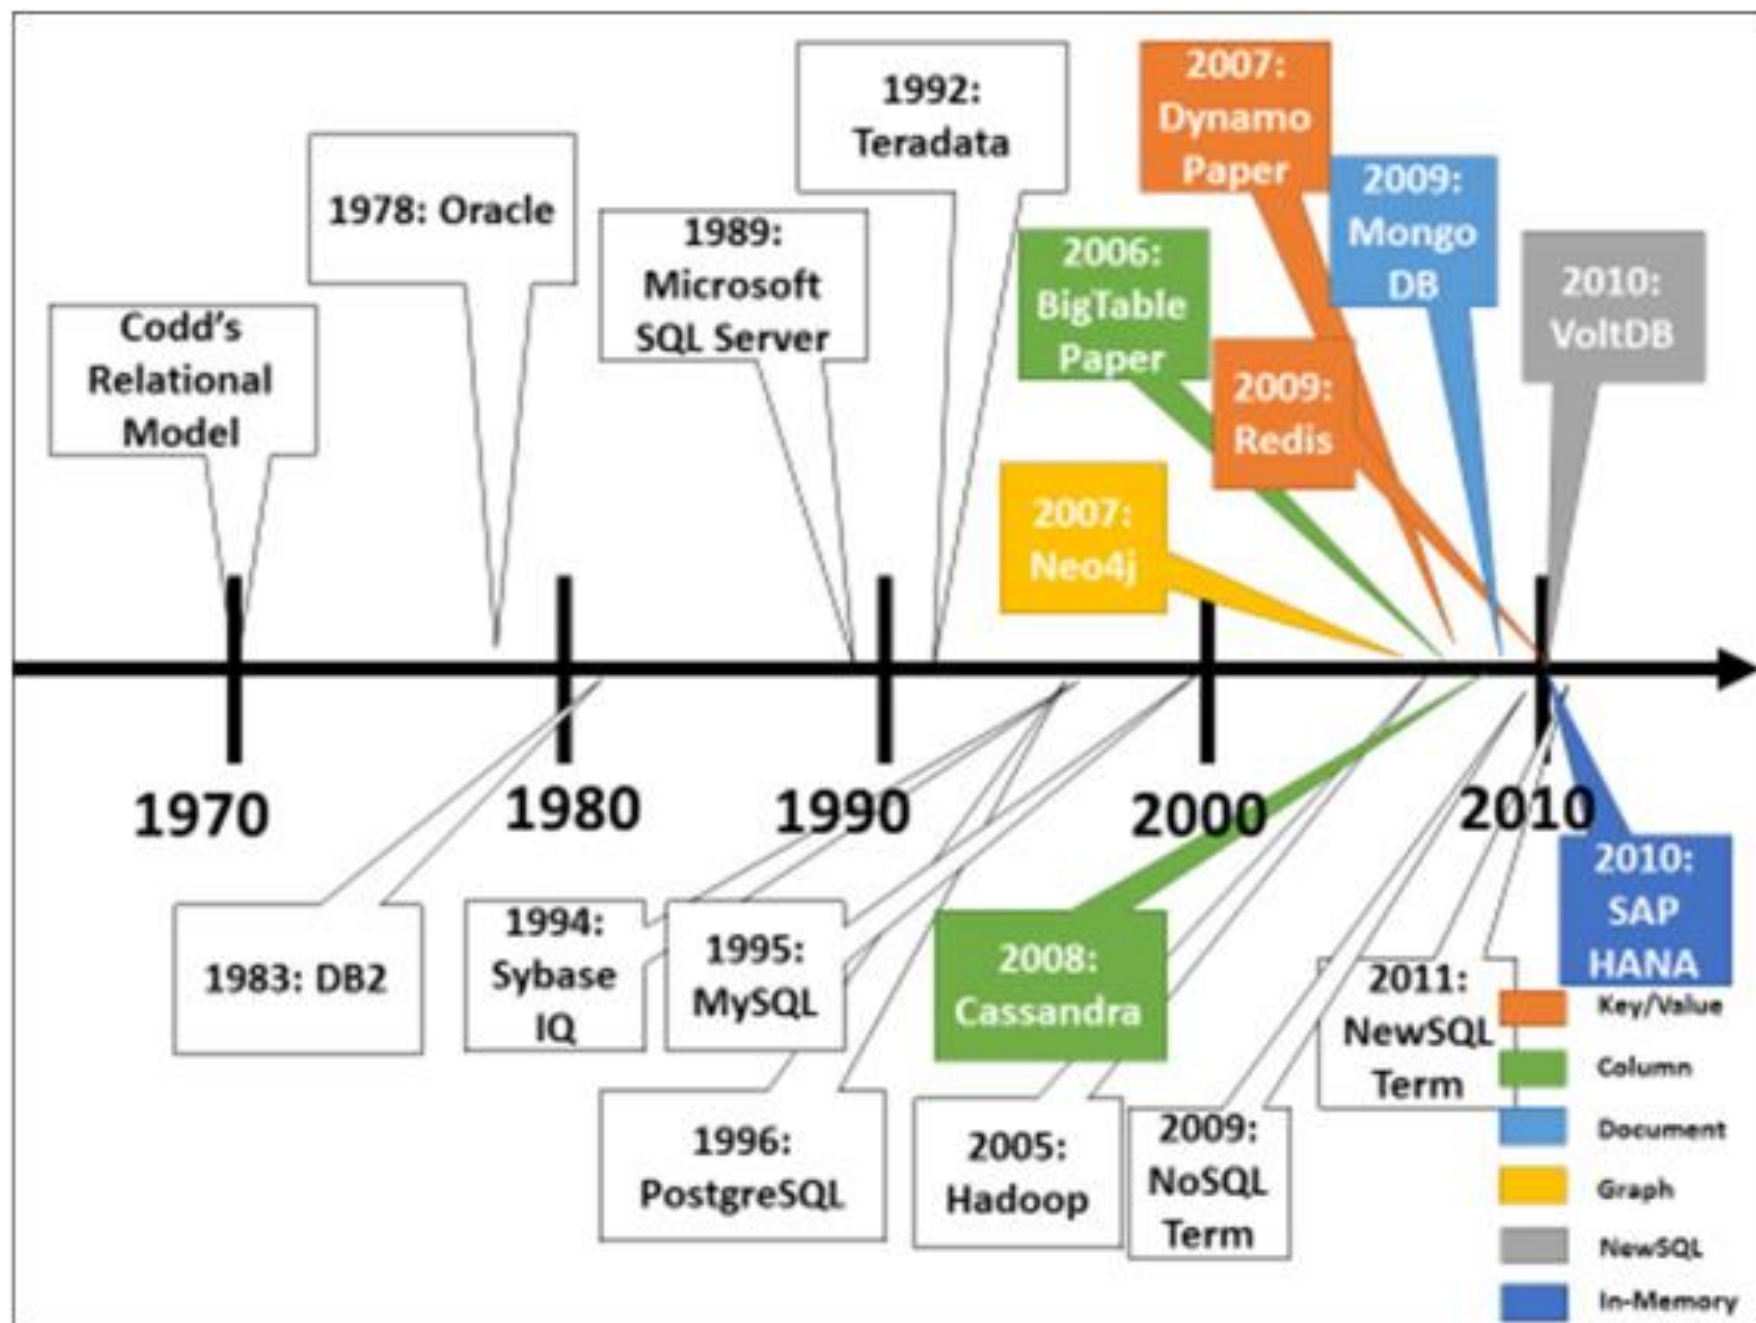 1992:
Teradata
2007:
Dynamo
Paper
1978: Oracle
2009:
Mongo
DB
1989:
Microsoft
SQL Server
2006:
BigTable
Paper
2010:
VoltDB
Codd's
Relational
Model
2009:
Redis
2007:
Neo4j
1970
1980
1990
2000
2010
1983: DB2
1994:
Sybase
IQ
1995:
MySQL
2008:
Cassandra
2010:
SAP
HANA
2011:
NewSQL
Term
1996:
PostgreSQL
2005:
Hadoop
2009:
NoSQL
Term
Key/Value
Column
Document
Graph
NewSQL
In-Memory